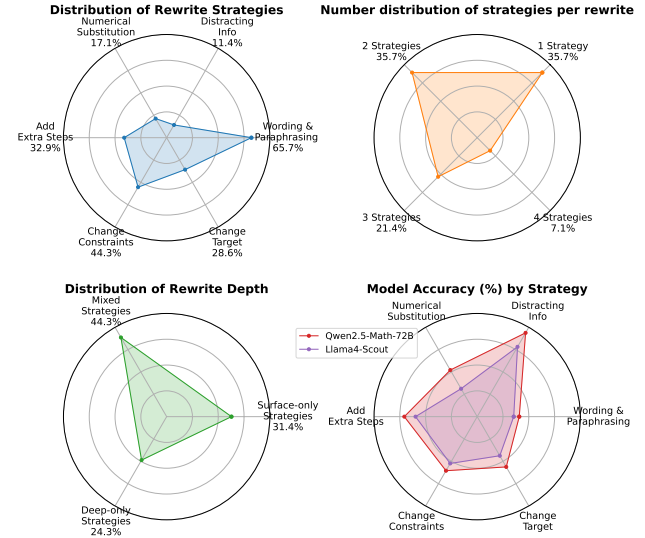 Distribution of Rewrite Strategies
Numerical
Substitution
17.1%
Distracting
Info
11.4%
Add
Extra Steps
32.9%
Wording &
Paraphrasing
65.7%
Change
Constraints
44.3%
Change
Target
28.6%
Number distribution of strategies per rewrite
2 Strategies
35.7%
1 Strategy
35.7%
3 Strategies
21.4%
4 Strategies
7.1%
Distribution of Rewrite Depth
Mixed
Strategies
44.3%
Surface-only
Strategies
31.4%
Deep-only
Strategies
24.3%
Model Accuracy (%) by Strategy
Numerical
Substitution
Distracting
Info
Qwen2.5-Math-72B
Llama4-Scout
Add
Extra Steps
Wording &
Paraphrasing
Change
Constraints
Change
Target